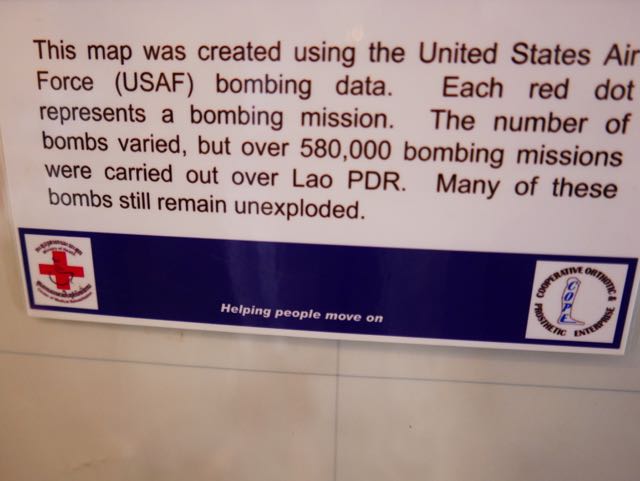 This map was created using the United States Air
Force (USAF) bombing data. Each red dot
represents a bombing mission. The number of
bombs varied, but over 580,000 bombing missions
were carried out over Lao PDR. Many of these
bombs still remain unexploded.
Helping people move on
COOPERATIVE ORTHOTIC &
COPE
PROSTHETIC ENTERPRISE